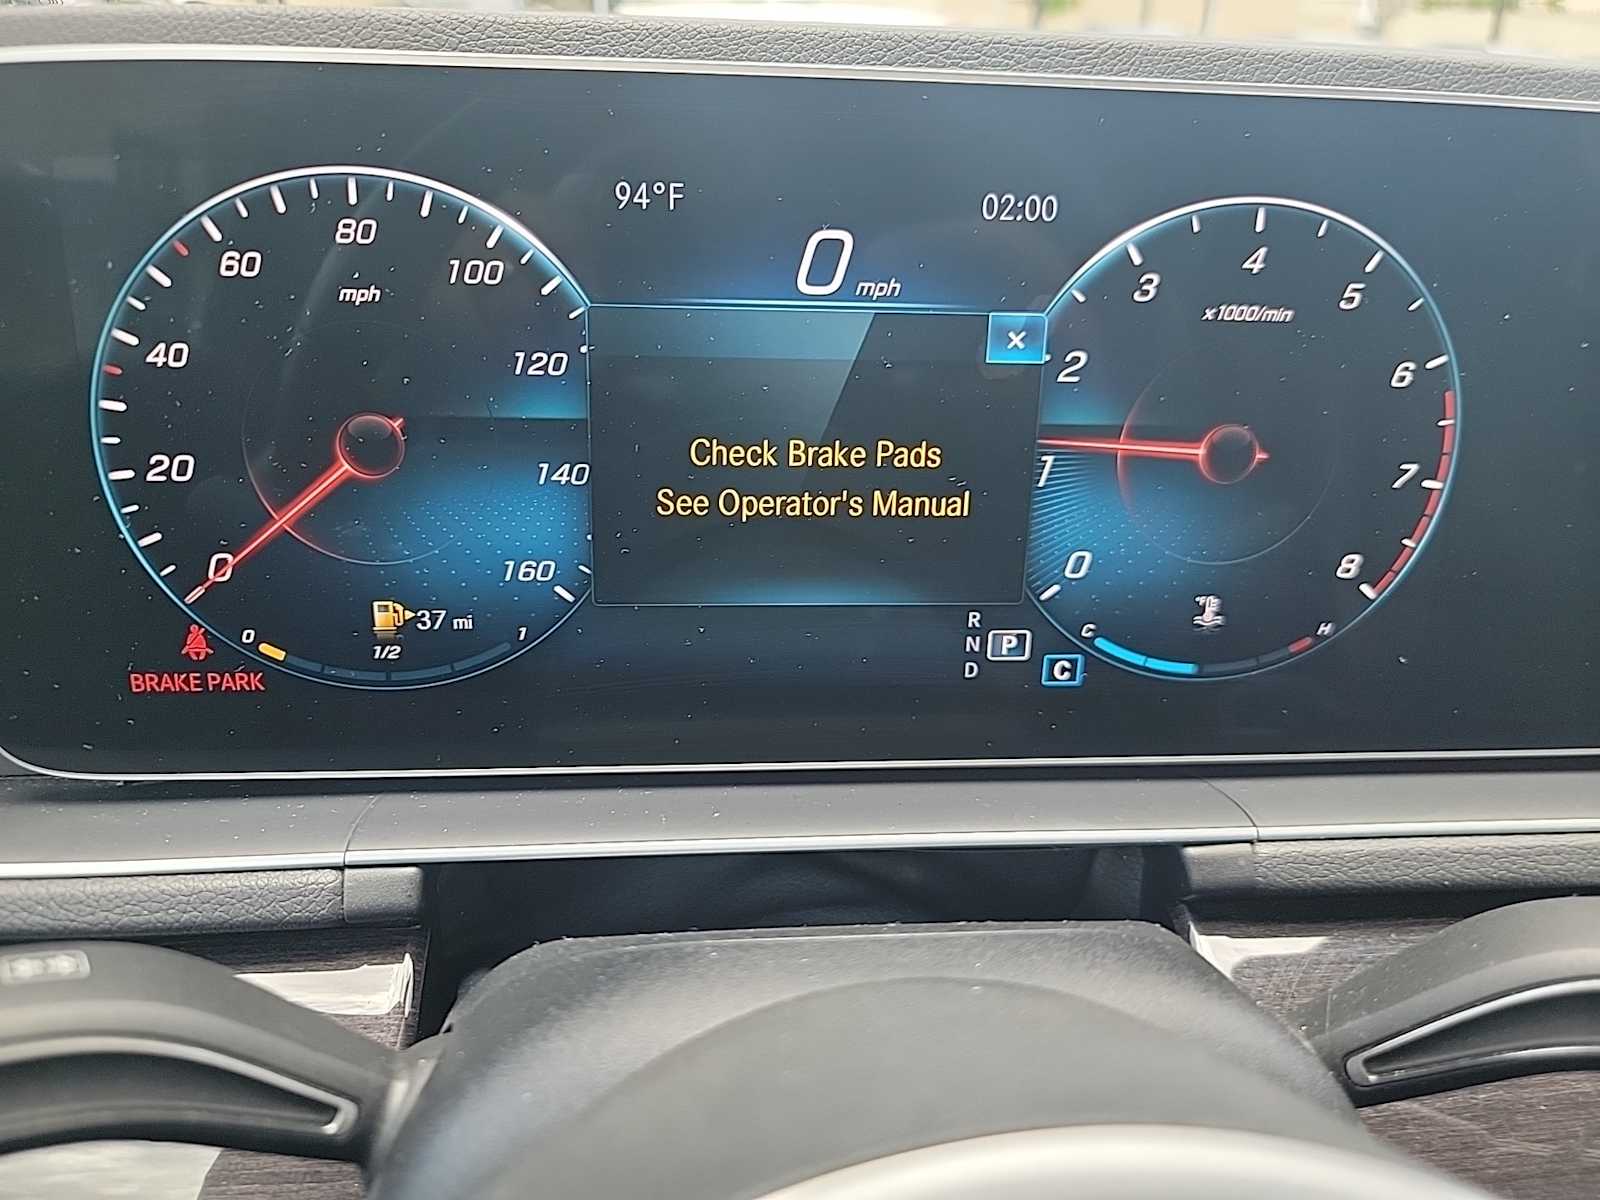 94°F
02:00
0 mph
0
20
40
60
80
100
120
140
160
mph
×
Check Brake Pads
See Operator's Manual
0
1
2
3
4
5
6
7
8
x1000/min
37 mi
0
1/2
1
BRAKE PARK
R
N P
D
C
C
H